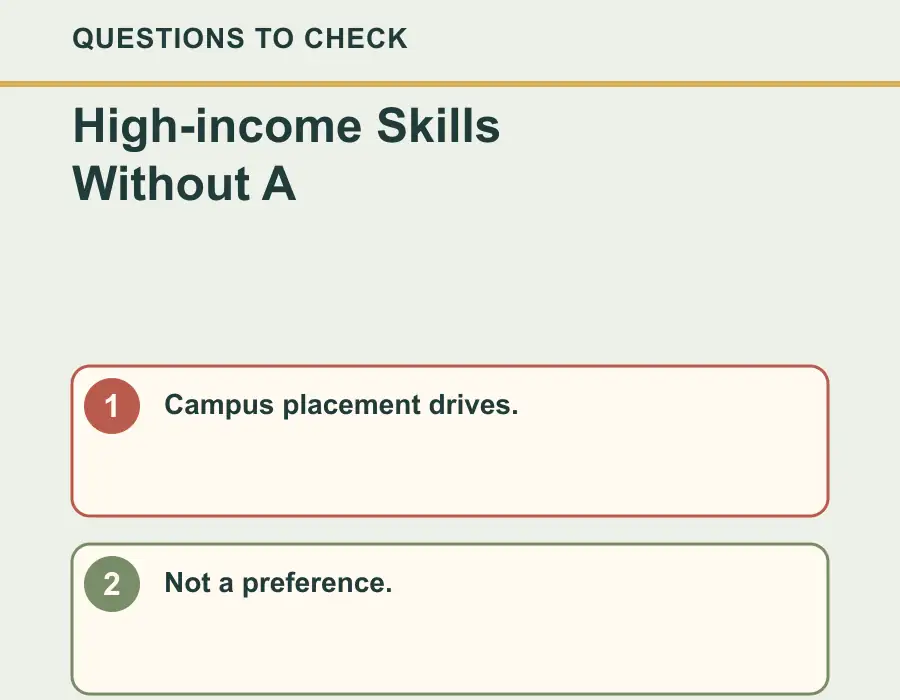 QUESTIONS TO CHECK
High-income Skills
Without A
1 Campus placement drives.
2 Not a preference.